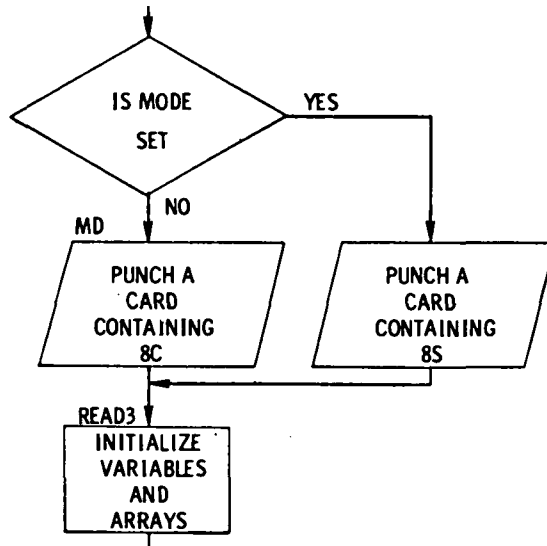 IS MODE
SET
YES
NO
MD
PUNCH A
CARD
CONTAINING
8C
PUNCH A
CARD
CONTAINING
8S
READ3
INITIALIZE
VARIABLES
AND
ARRAYS